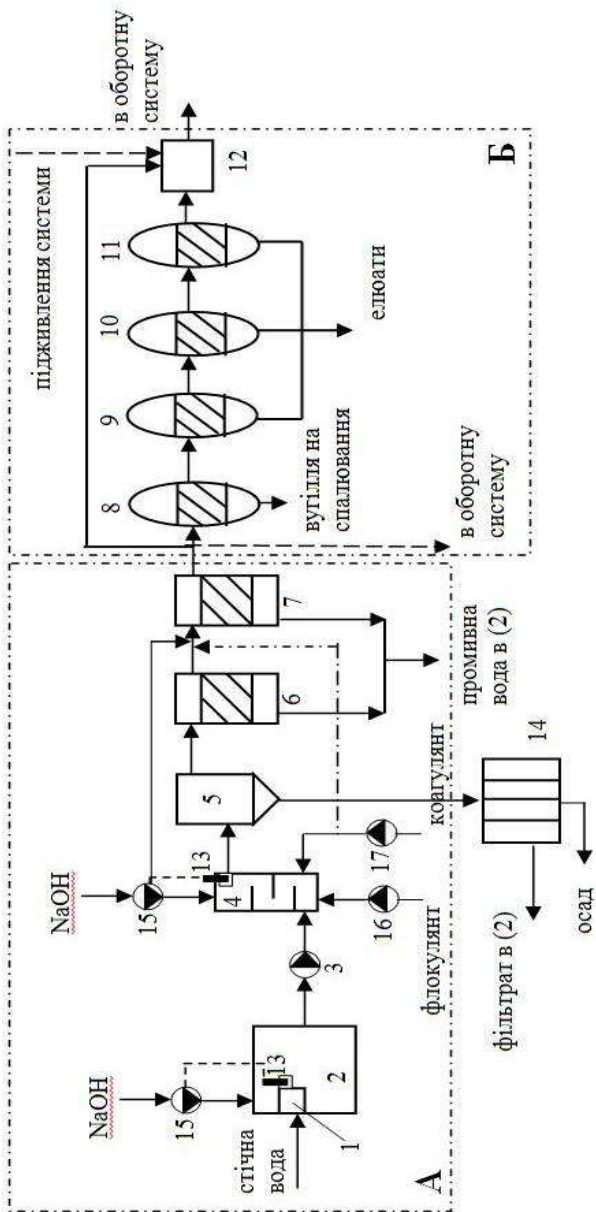 NaOH
15
стічна
вода
13
1
2
А
3
NaOH
15
13
4
16
17
флокулянт
коагулянт
5
6
7
промивна
вода в (2)
14
фільтрат в (2)
осад
підживлення системи
8
9
10
11
12
вугілля на
спалювання
елюати
в оборотну
систему
в оборотну
систему
Б